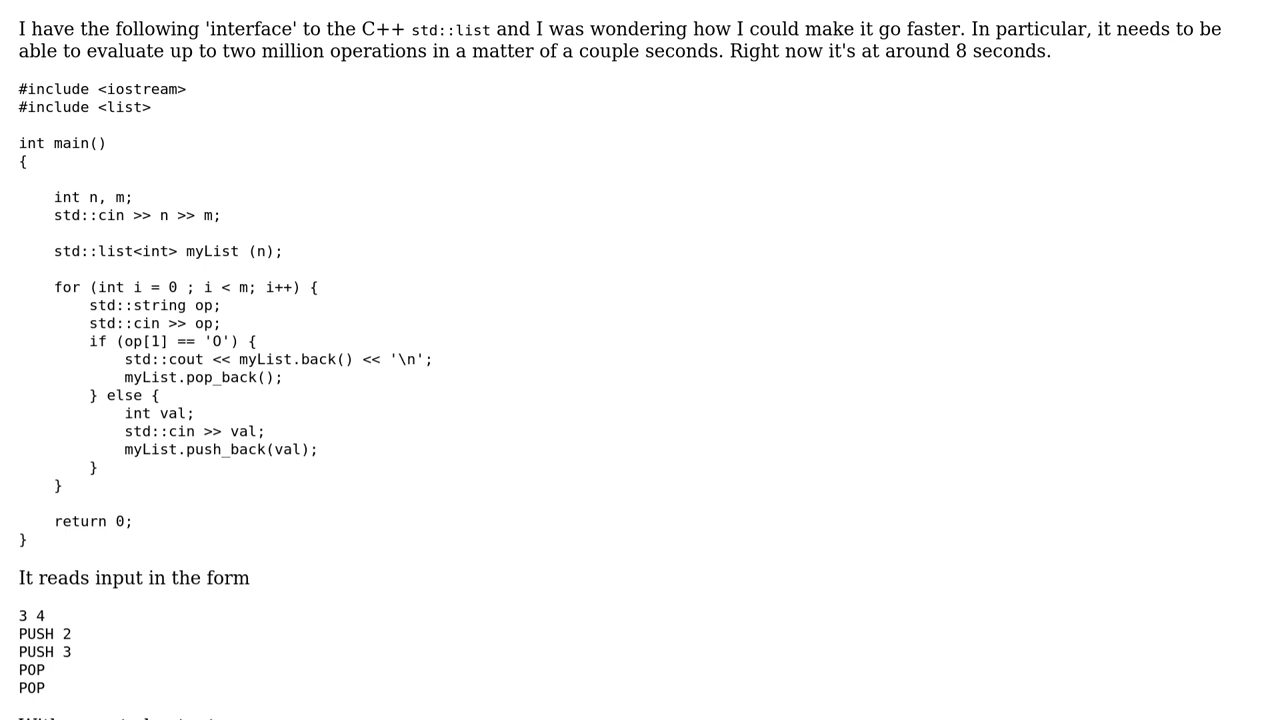 I have the following 'interface' to the C++ std::list and I was wondering how I could make it go faster. In particular, it needs to be
able to evaluate up to two million operations in a matter of a couple seconds. Right now it's at around 8 seconds.
#include <iostream>
#include <list>
int main()
{
    int n, m;
    std::cin >> n >> m;
    std::list<int> myList (n);
    for (int i = 0 ; i < m; i++) {
        std::string op;
        std::cin >> op;
        if (op[1] == 'O') {
            std::cout << myList.back() << '\n';
            myList.pop_back();
        } else {
            int val;
            std::cin >> val;
            myList.push_back(val);
        }
    }
    return 0;
}
It reads input in the form
3 4
PUSH 2
PUSH 3
POP
POP